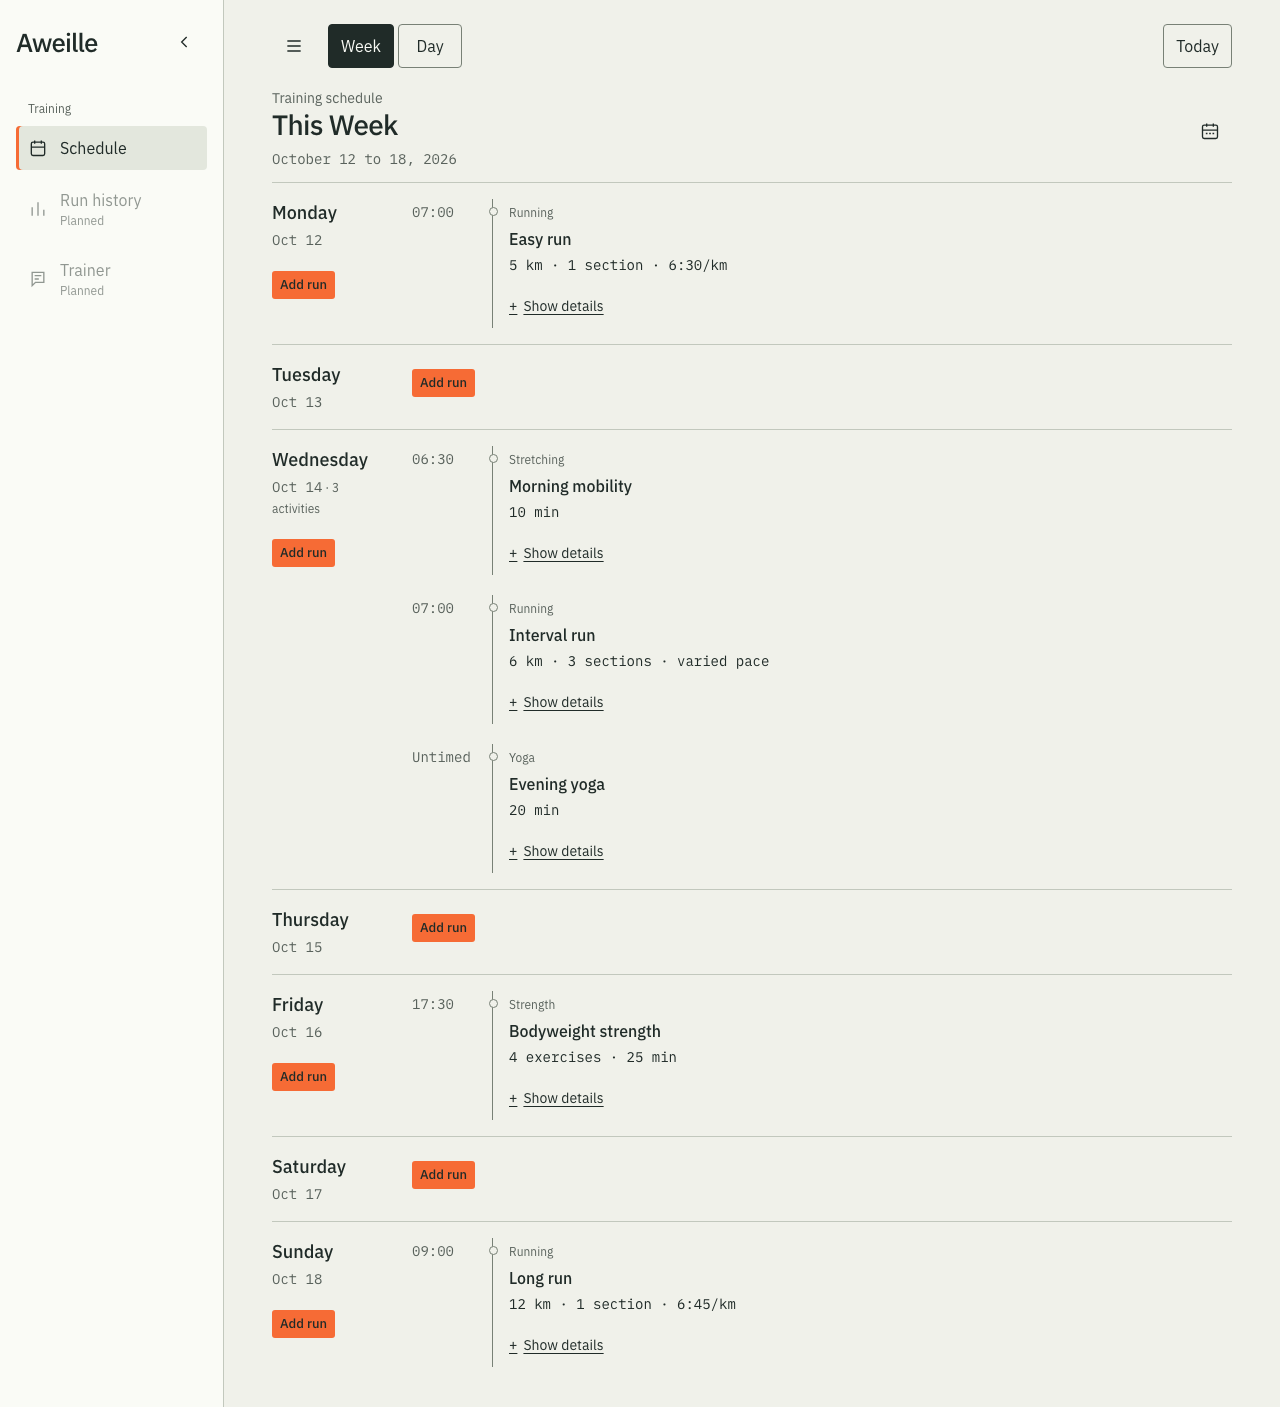 Aweille
Training
Schedule
Run history
Planned
Trainer
Planned
Week
Day
Today
Training schedule
This Week
October 12 to 18, 2026
Monday
Oct 12
Add run
07:00
Running
Easy run
5 km · 1 section · 6:30/km
+ Show details
Tuesday
Oct 13
Add run
Wednesday
Oct 14 · 3
activities
Add run
06:30
Stretching
Morning mobility
10 min
+ Show details
07:00
Running
Interval run
6 km · 3 sections · varied pace
+ Show details
Untimed
Yoga
Evening yoga
20 min
+ Show details
Thursday
Oct 15
Add run
Friday
Oct 16
Add run
17:30
Strength
Bodyweight strength
4 exercises · 25 min
+ Show details
Saturday
Oct 17
Add run
Sunday
Oct 18
Add run
09:00
Running
Long run
12 km · 1 section · 6:45/km
+ Show details